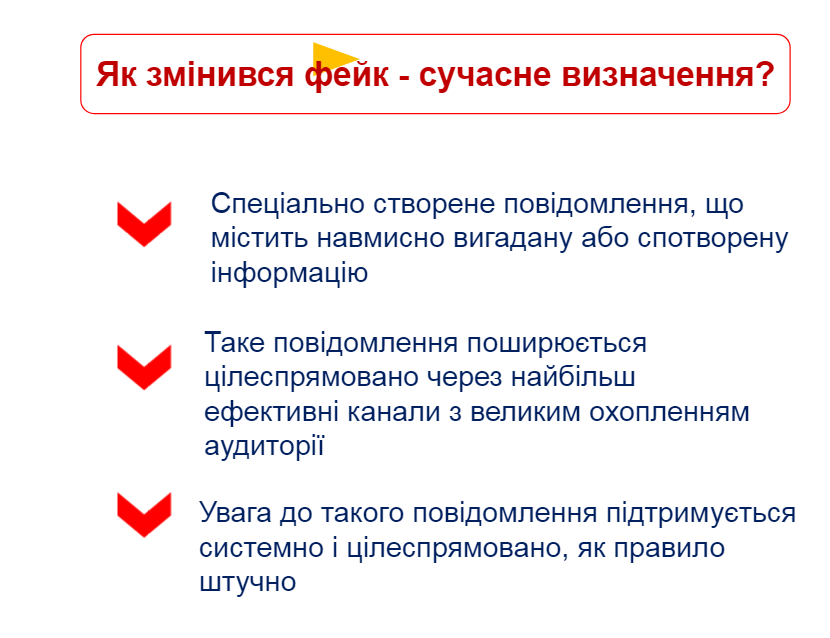 Як змінився фейк - сучасне визначення?
Спеціально створене повідомлення, що
містить навмисно вигадану або спотворену
інформацію
Таке повідомлення поширюється
цілеспрямовано через найбільш
ефективні канали з великим охопленням
аудиторії
Увага до такого повідомлення підтримується
системно і цілеспрямовано, як правило
штучно